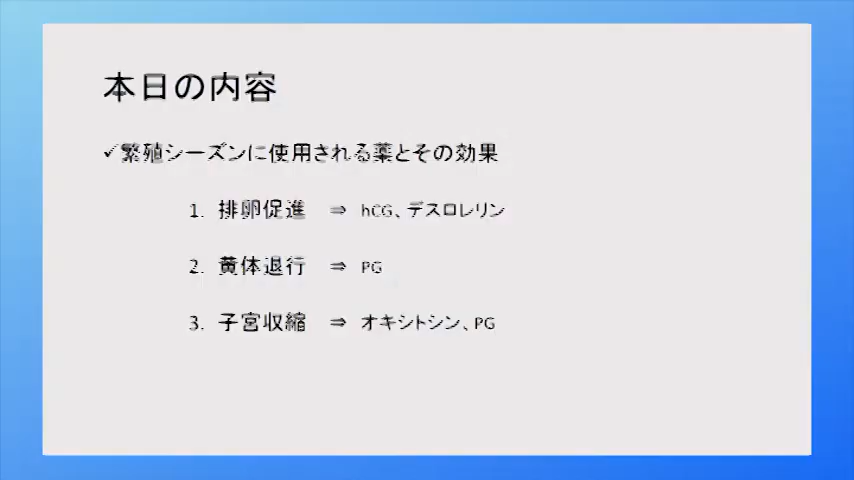 本日の内容
✓繁殖シーズンに使用される薬とその効果
1. 排卵促進 ⇒ hCG、デスロレリン
2. 黄体退行 ⇒ PG
3. 子宮収縮 ⇒ オキシトシン、PG